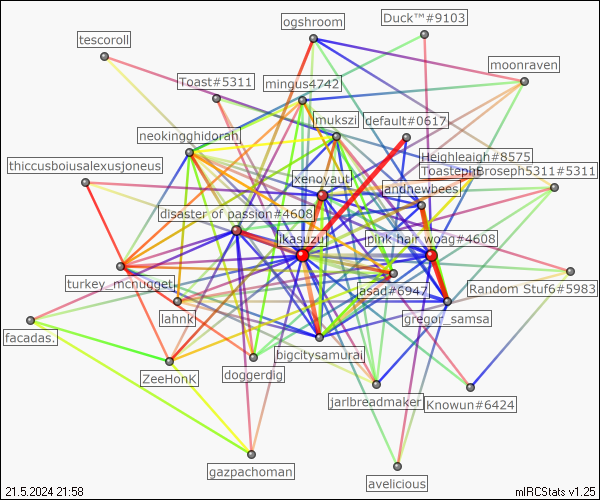 Duck™#9103
ogshroom
tescoroll
moonraven
Toast#5311
mingus4742
mukszi
default#0617
neokingghidorah
Heighleaigh#8575
thiccusboiusalexusjoneus
ToastephBroseph5311#5311
xenoyaut
andnewbees
disaster of passion#4608
ikasuzu
pink hair woag#4608
turkey_mcnugget
asad#6947
Random Stuf6#5983
lahnk
gregor_samsa
facadas.
bigcitysamurai
ZeeHonK
doggerdig
jarlbreadmaker
Knowun#6424
gazpachoman
avelicious
21.5.2024 21:58
mIRCStats v1.25